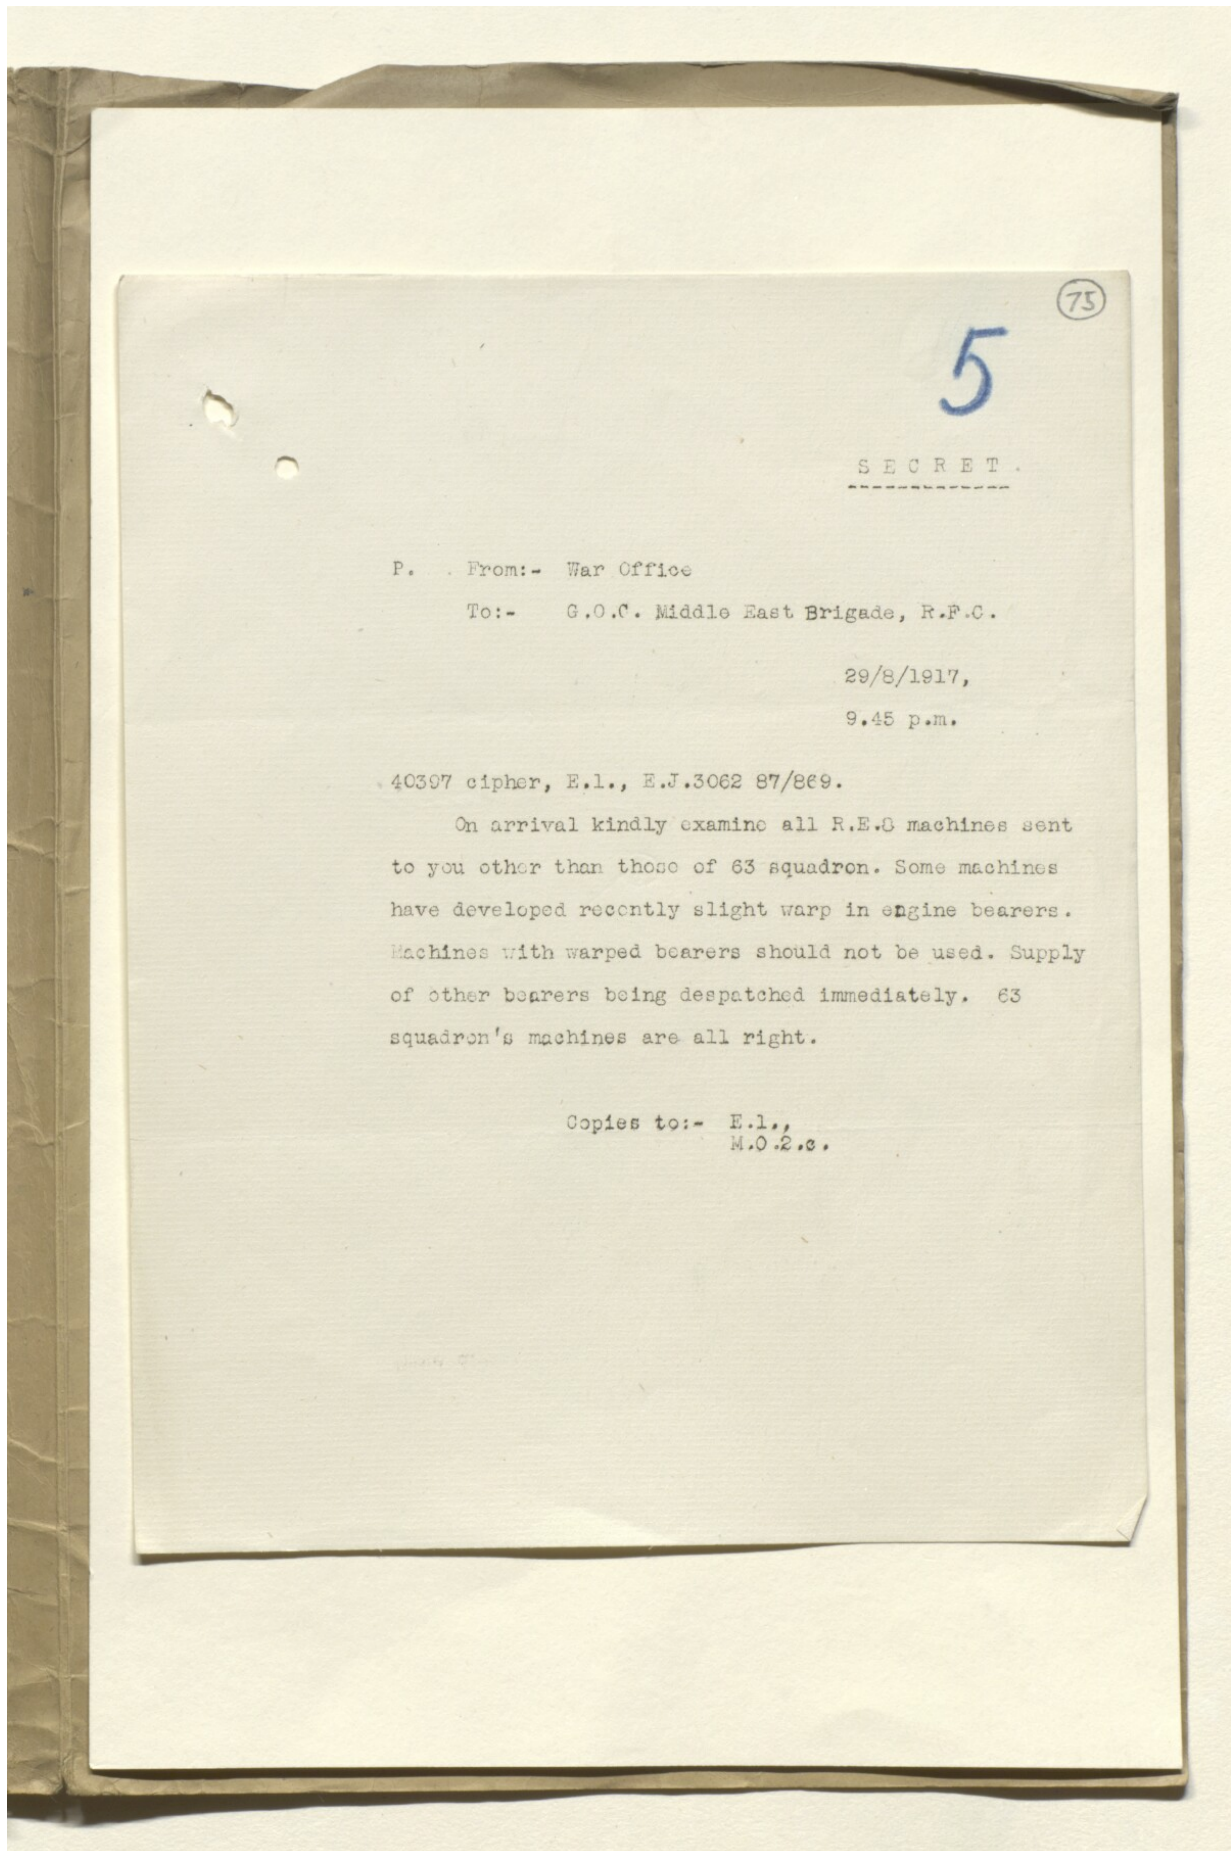 75
5
SECRET.
P. From:- War Office
To:- G.O.C. Middle East Brigade, R.F.C.
29/8/1917,
9.45 p.m.
40397 cipher, E.1., E.J.3062 87/869.
On arrival kindly examine all R.E.8 machines sent
to you other than those of 63 squadron. Some machines
have developed recently slight warp in engine bearers.
Machines with warped bearers should not be used. Supply
of other bearers being despatched immediately. 63
squadron's machines are all right.
Copies to:- E.1.,
M.O.2.c.